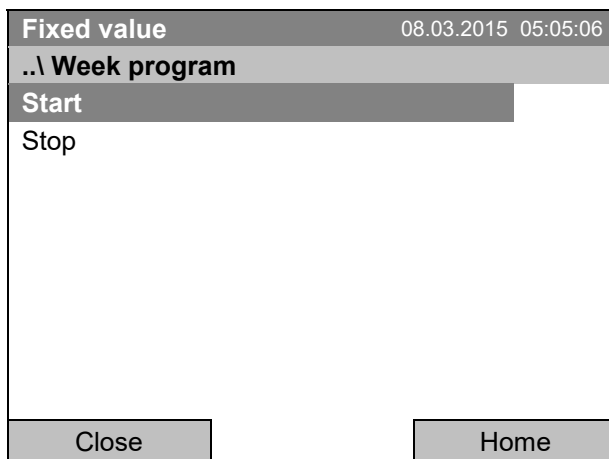 Fixed value 08.03.2015 05:05:06
..\ Week program
Start
Stop
Close Home